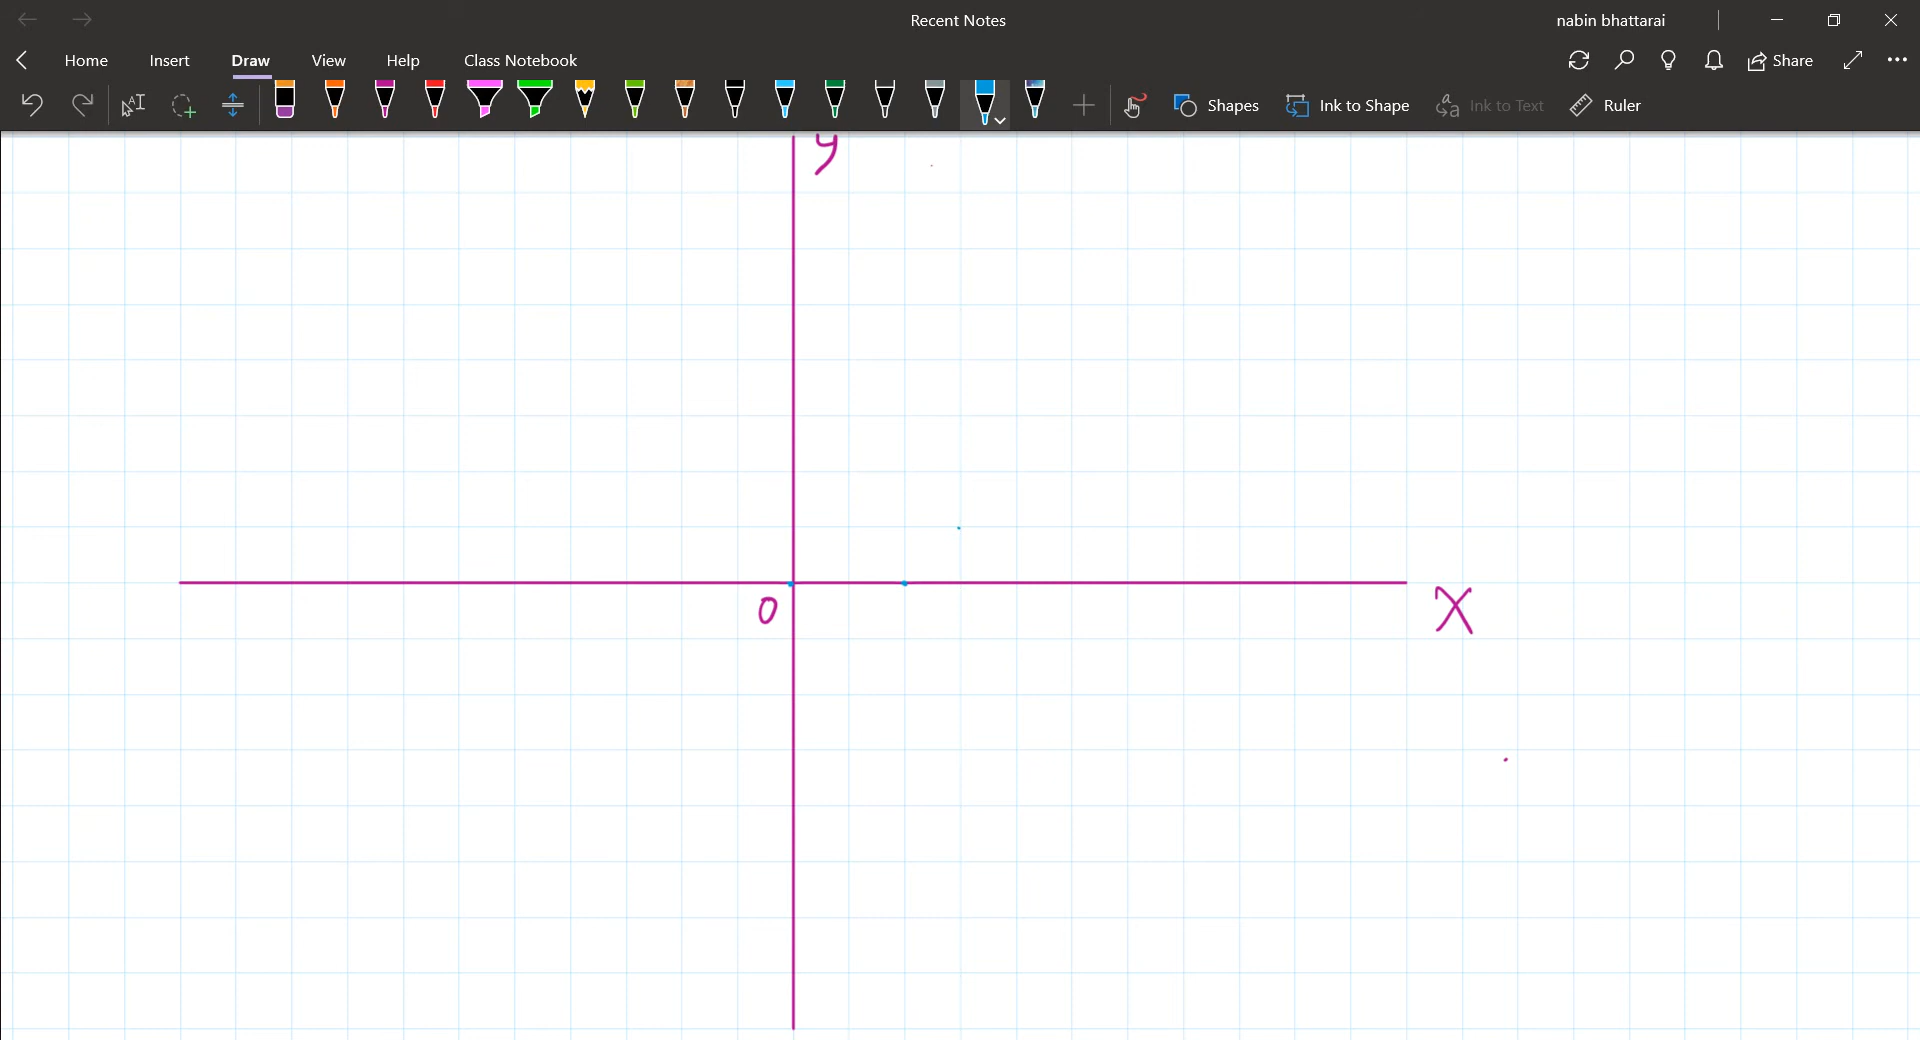 Recent Notes
nabin bhattarai
Home Insert Draw View Help Class Notebook
Share
Shapes Ink to Shape Ink to Text Ruler
y
0
X